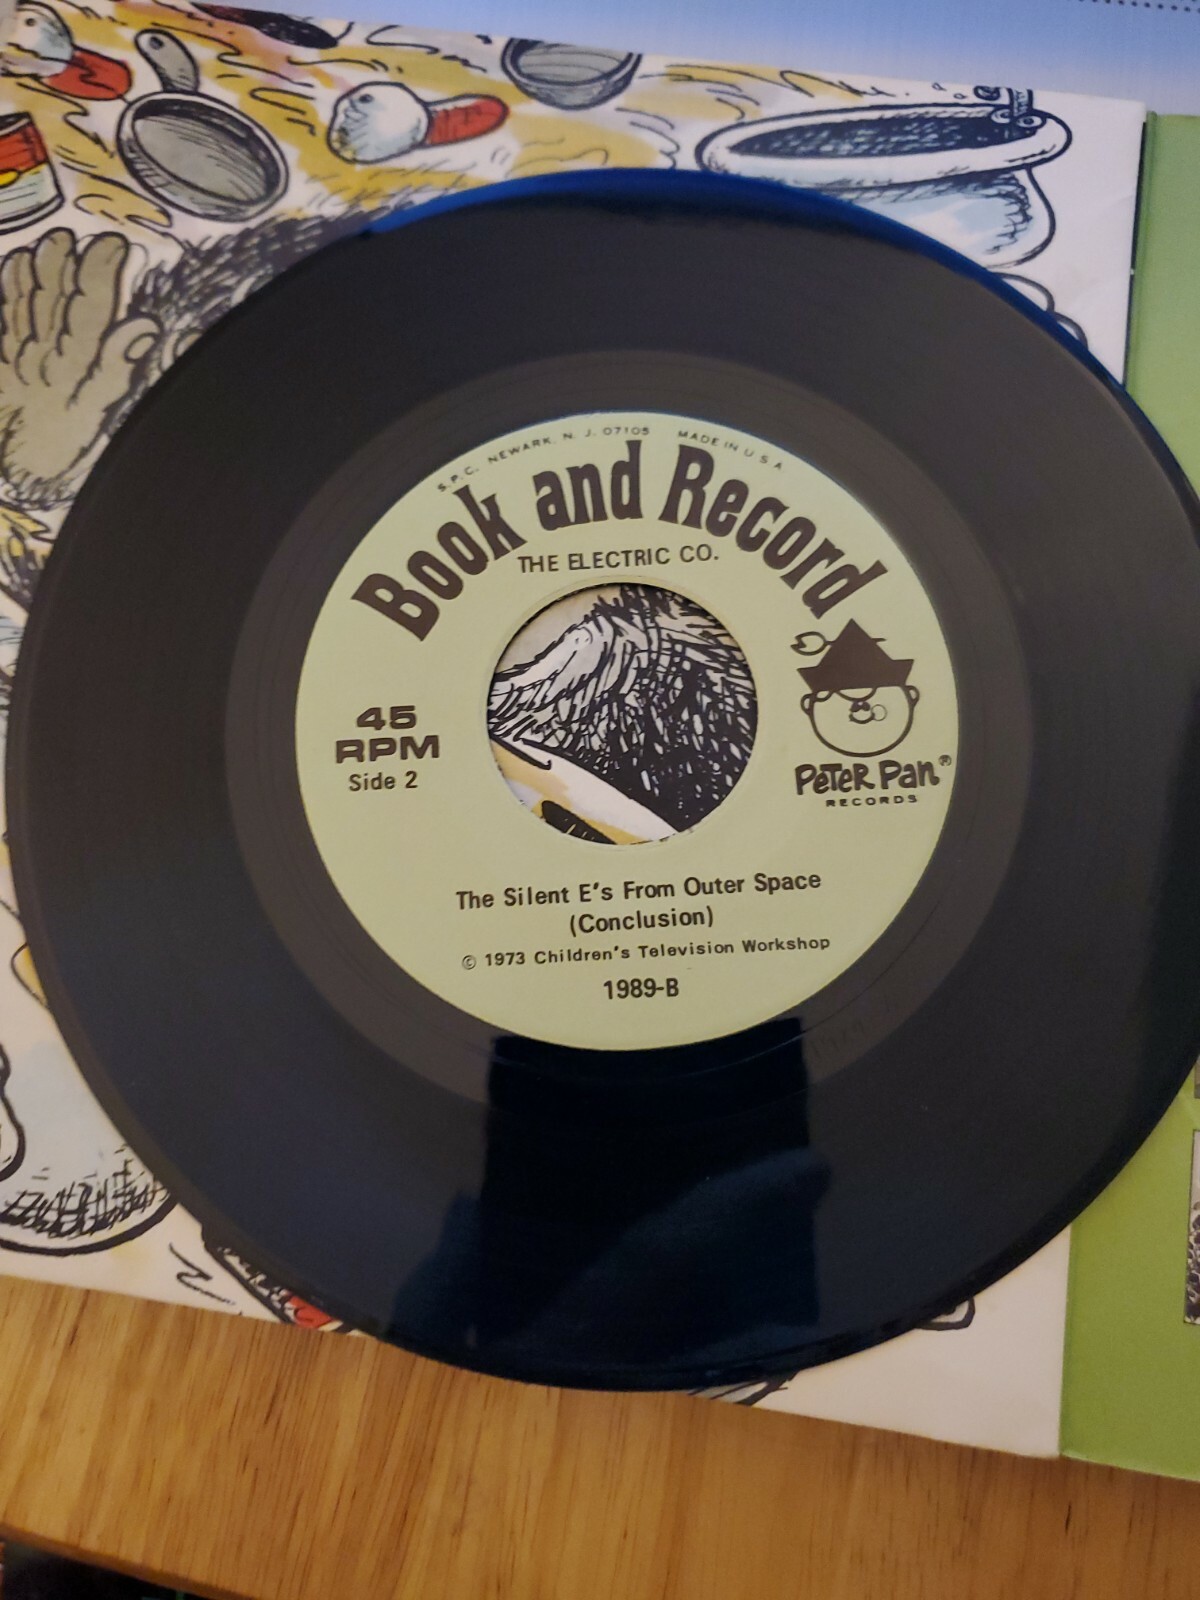 S.P.C. NEWARK, N. J. 07105 MADE IN U S A
Book and Record
THE ELECTRIC CO.
45
RPM
Side 2
PETER PAN®
RECORDS
The Silent E's From Outer Space
(Conclusion)
© 1973 Children's Television Workshop
1989-B